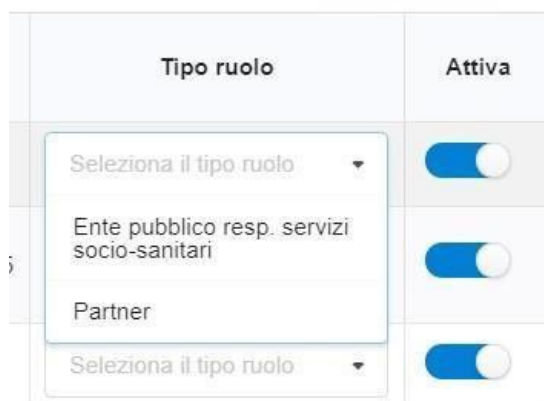 Tipo ruolo
Attiva
Seleziona il tipo ruolo
Ente pubblico resp. servizi
socio-sanitari
Partner
Seleziona il tipo ruolo